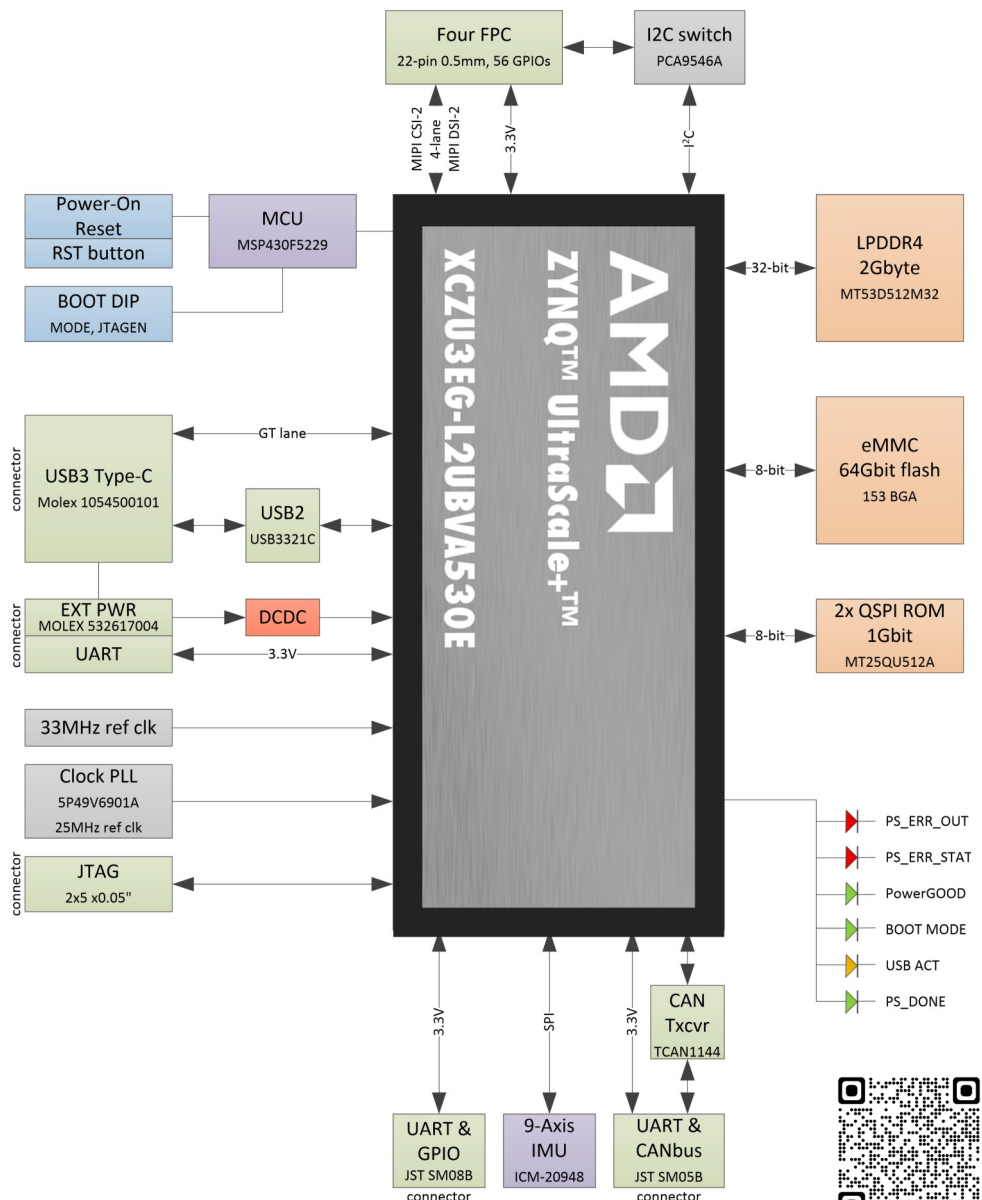 Four FPC
22-pin 0.5mm, 56 GPIOs
I2C switch
PCA9546A
MIPI CSI-2
4-lane
MIPI DSI-2
3.3V
I²C
Power-On
Reset
RST button
MCU
MSP430F5229
BOOT DIP
MODE, JTAGEN
AMD
ZYNQ™ UltraScale+™
XCZU3EG-L2UBVA530E
32-bit
LPDDR4
2Gbyte
MT53D512M32
connector
USB3 Type-C
Molex 1054500101
GT lane
USB2
USB3321C
8-bit
eMMC
64Gbit flash
153 BGA
connector
EXT PWR
MOLEX 532617004
UART
DCDC
3.3V
8-bit
2x QSPI ROM
1Gbit
MT25QU512A
33MHz ref clk
Clock PLL
5P49V6901A
25MHz ref clk
connector
JTAG
2x5 x0.05"
PS_ERR_OUT
PS_ERR_STAT
PowerGOOD
BOOT MODE
USB ACT
PS_DONE
3.3V
SPI
3.3V
CAN
Txcvr
TCAN1144
UART &
GPIO
JST SM08B
connector
9-Axis
IMU
ICM-20948
UART &
CANbus
JST SM05B
connector